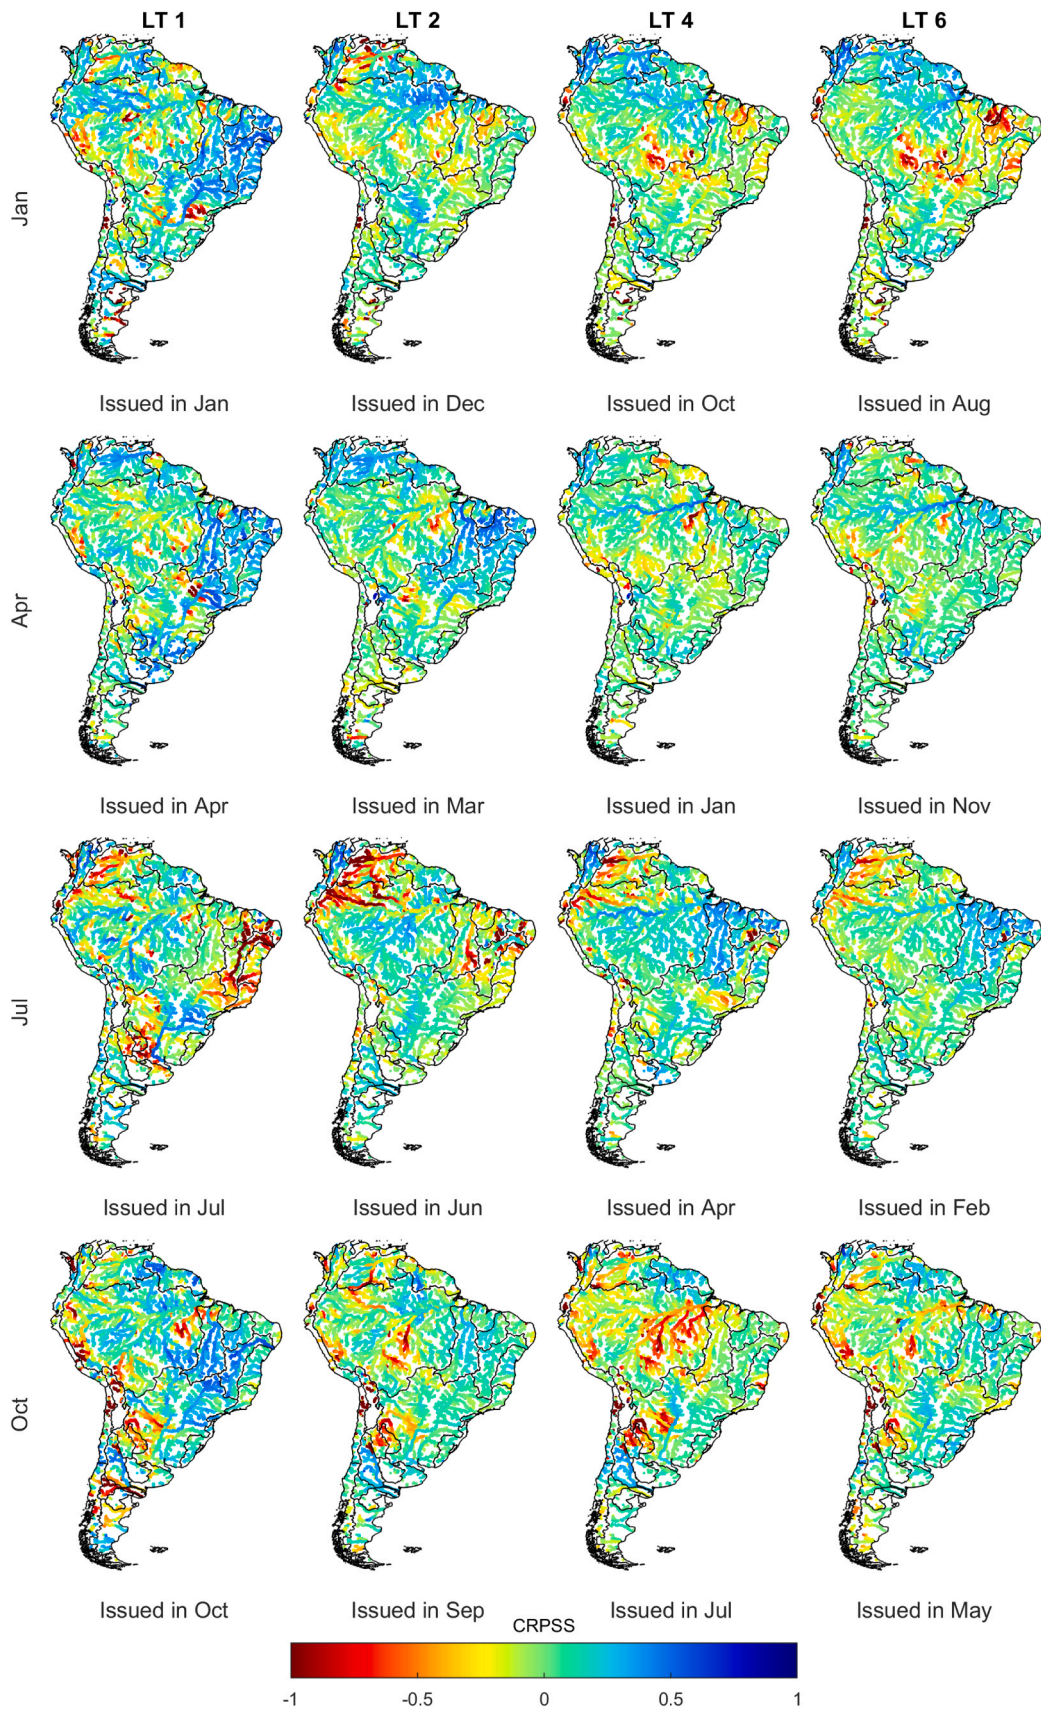 LT 1 LT 2 LT 4 LT 6
Jan
Issued in Jan Issued in Dec Issued in Oct Issued in Aug
Apr
Issued in Apr Issued in Mar Issued in Jan Issued in Nov
Jul
Issued in Jul Issued in Jun Issued in Apr Issued in Feb
Oct
Issued in Oct Issued in Sep Issued in Jul Issued in May
CRPSS
-1 -0.5 0 0.5 1